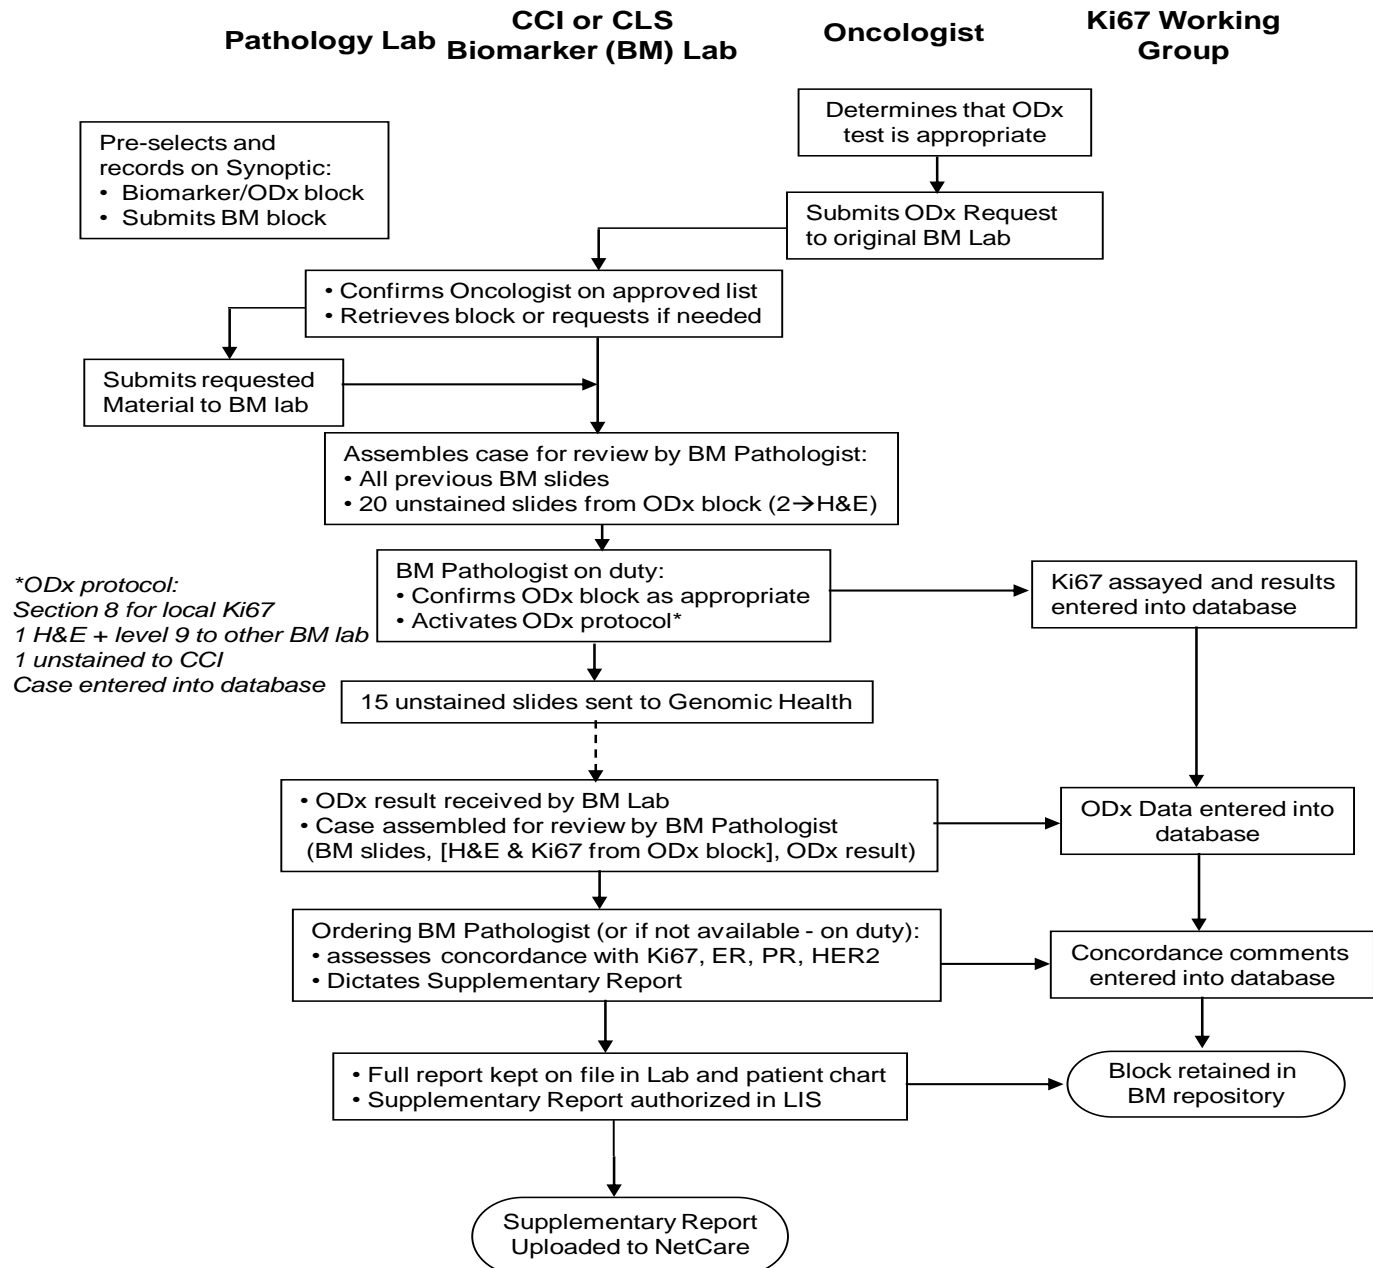 Pathology Lab
CCI or CLS
Biomarker (BM) Lab
Oncologist
Ki67 Working
Group
Determines that ODx
test is appropriate
Pre-selects and
records on Synoptic:
• Biomarker/ODx block
• Submits BM block
Submits ODx Request
to original BM Lab
• Confirms Oncologist on approved list
• Retrieves block or requests if needed
Submits requested
Material to BM lab
Assembles case for review by BM Pathologist:
• All previous BM slides
• 20 unstained slides from ODx block (2→H&E)
*ODx protocol:
Section 8 for local Ki67
1 H&E + level 9 to other BM lab
1 unstained to CCI
Case entered into database
BM Pathologist on duty:
• Confirms ODx block as appropriate
• Activates ODx protocol*
Ki67 assayed and results
entered into database
15 unstained slides sent to Genomic Health
• ODx result received by BM Lab
• Case assembled for review by BM Pathologist
(BM slides, [H&E & Ki67 from ODx block], ODx result)
ODx Data entered into
database
Ordering BM Pathologist (or if not available - on duty):
• assesses concordance with Ki67, ER, PR, HER2
• Dictates Supplementary Report
Concordance comments
entered into database
• Full report kept on file in Lab and patient chart
• Supplementary Report authorized in LIS
Block retained in
BM repository
Supplementary Report
Uploaded to NetCare